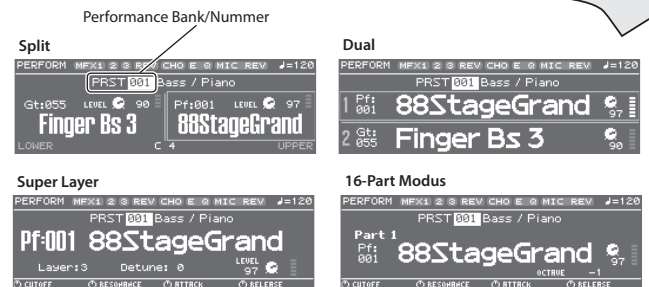 Performance Bank/Nummer
Split
PERFORM MFX1 2 3 REV CHO E Q MIC REV ♩=120
PRST 001 Bass / Piano
Gt:055 LEVEL 90 Pf:001 LEVEL 97
Finger Bs 3 88StageGrand
LOWER C 4 UPPER
Dual
PERFORM MFX1 2 3 REV CHO E Q MIC REV ♩=120
PRST 001 Bass / Piano
1 Pf: 001 88StageGrand 97
2 Gt: 055 Finger Bs 3 90
Super Layer
PERFORM MFX1 2 3 REV CHO E Q MIC REV ♩=120
PRST 001 Bass / Piano
Pf:001 88StageGrand
Layer:3 Detune: 0 LEVEL 97
CUTOFF RESONANCE ATTACK RELEASE
16-Part Modus
PERFORM MFX1 2 3 REV CHO E Q MIC REV ♩=120
PRST 001 Bass / Piano
Part 1
Pf: 001 88StageGrand 97
OCTAVE -1
CUTOFF RESONANCE ATTACK RELEASE